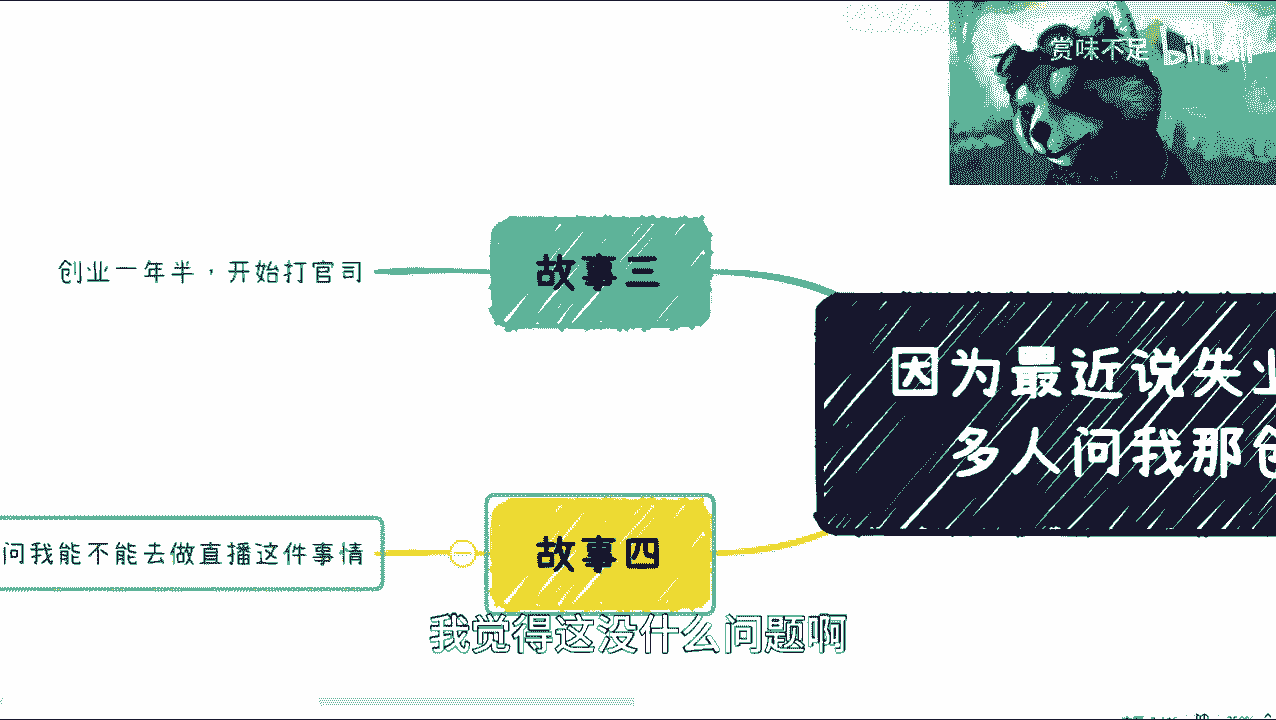 赏味不足
创业一年半，开始打官司
故事三
因为最近说失业
多人问我那创
问我能不能去做直播这件事情
故事四
我觉得这没什么问题啊